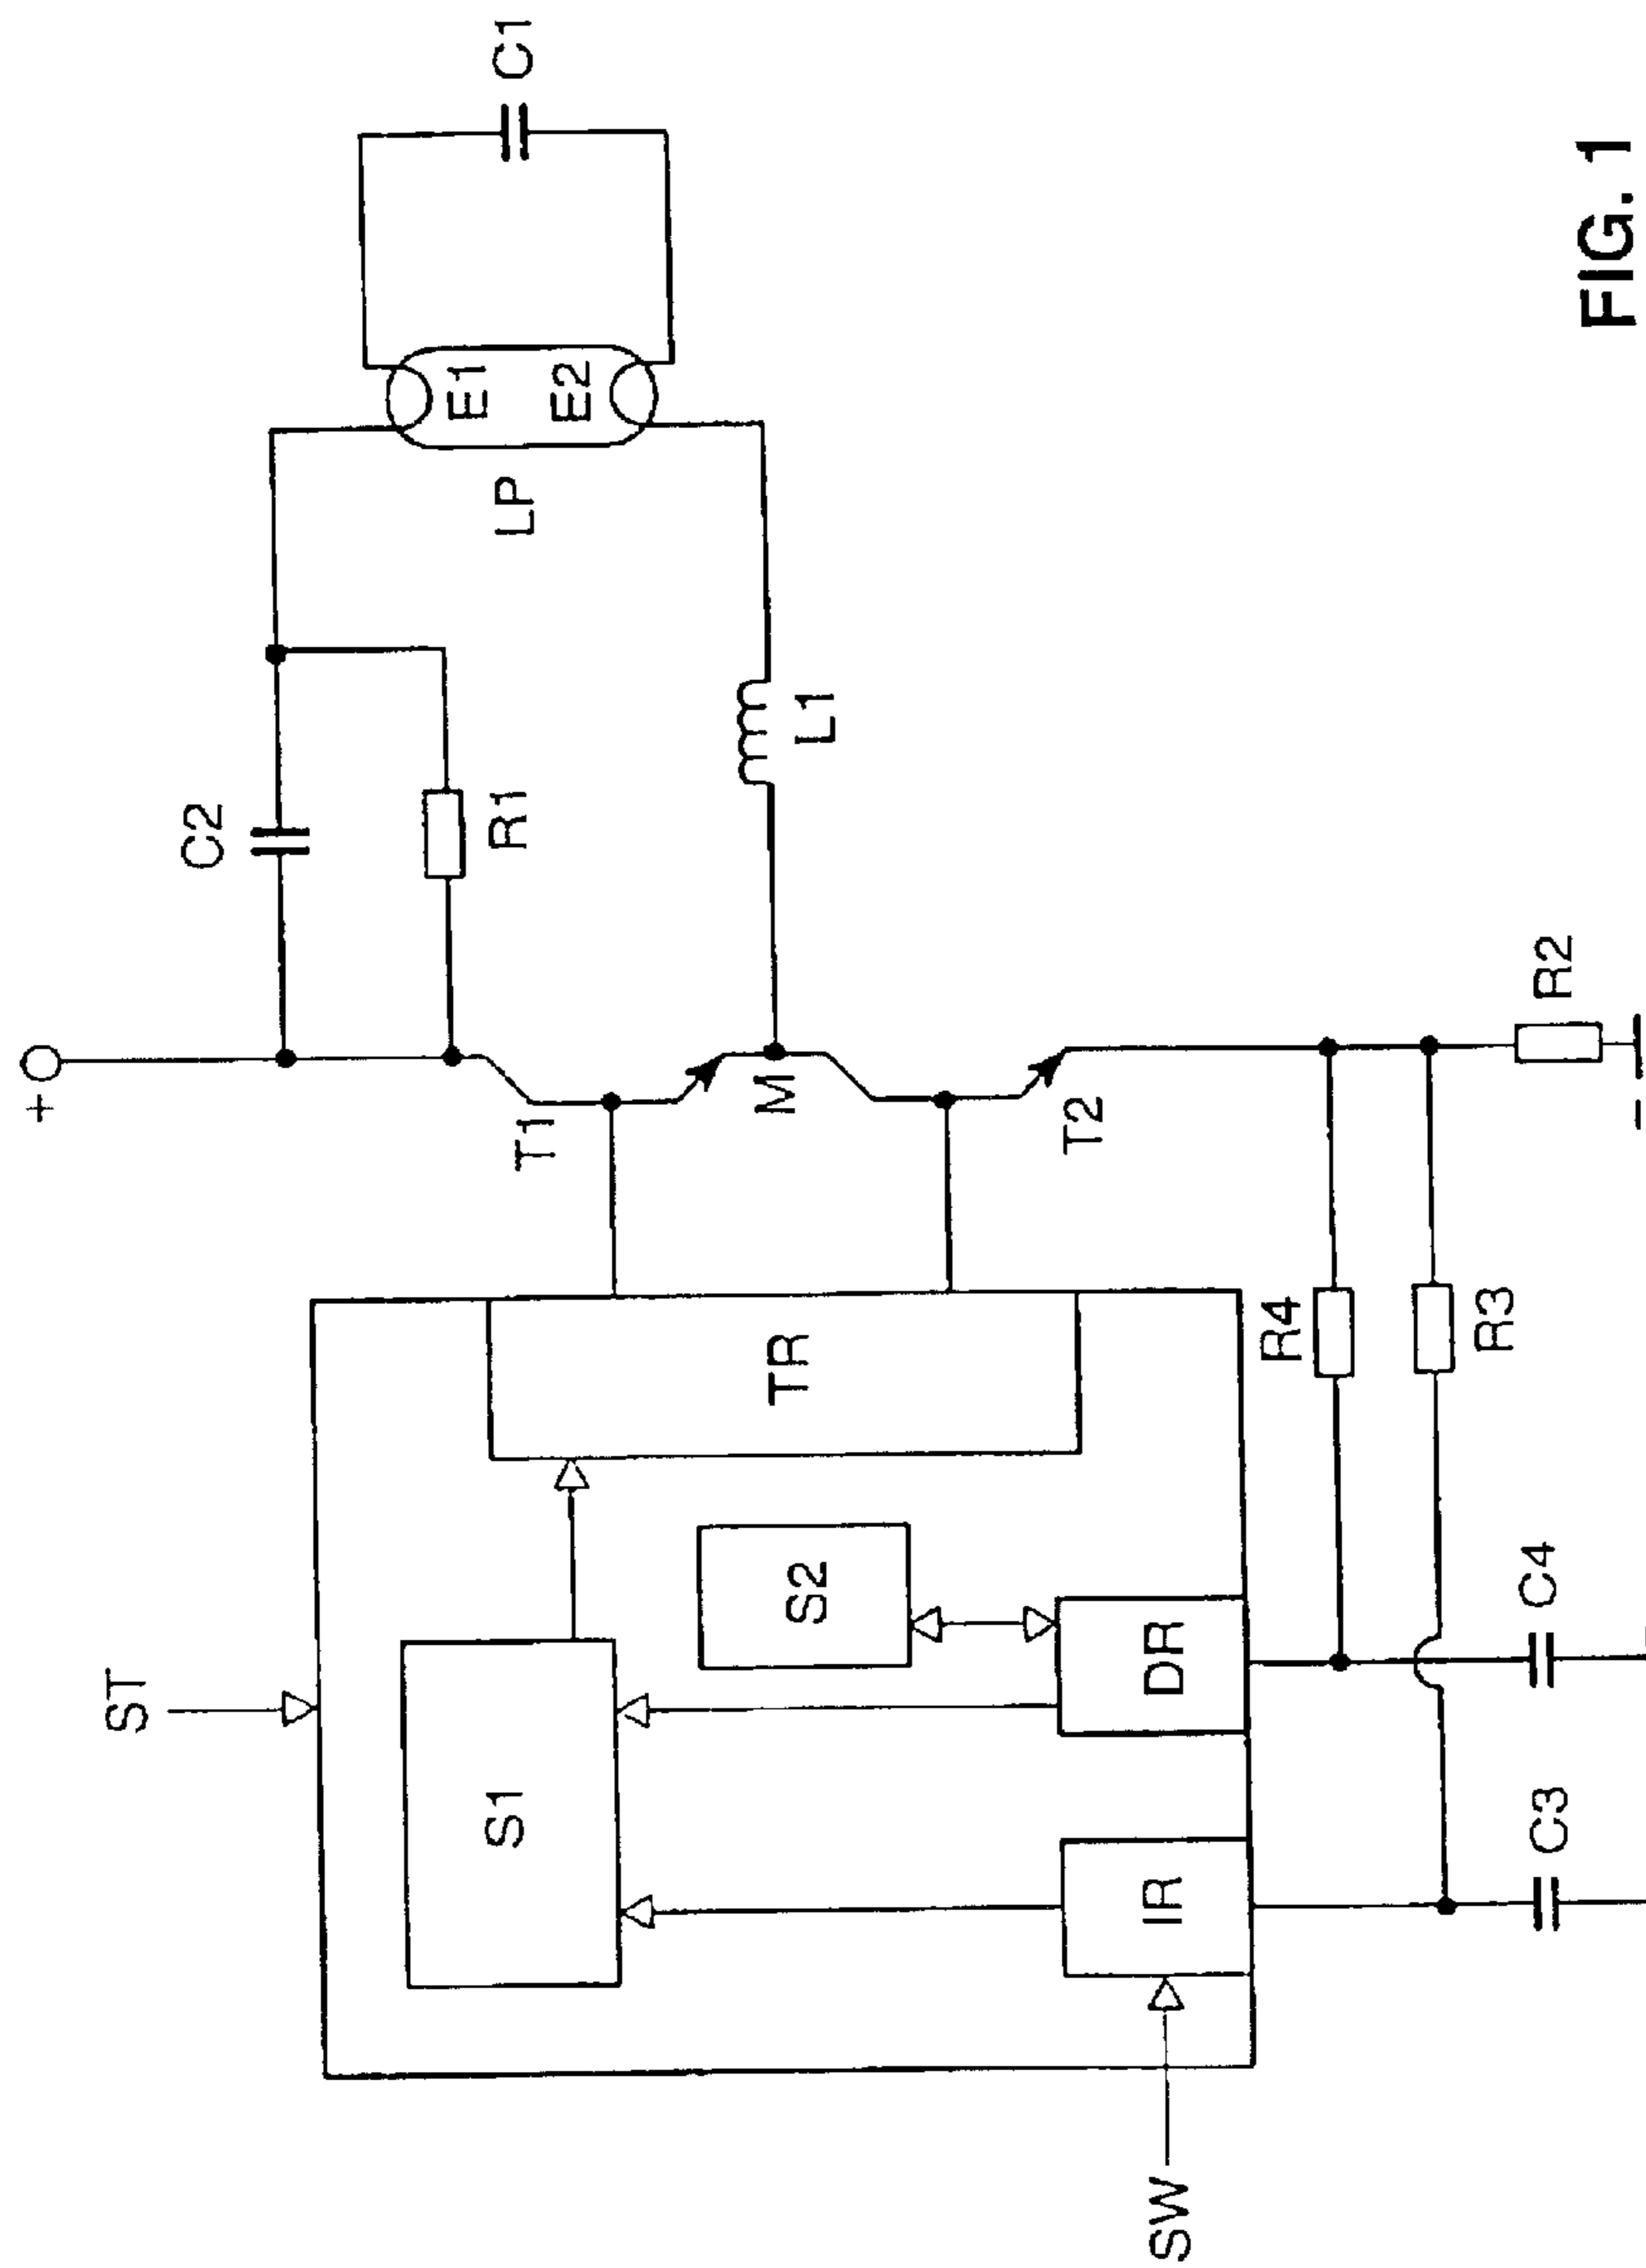 +
C2
R1
C1
E1
E2
LP
L1
T1
M
T2
R2
–
ST
S1
S2
TR
DR
IR
SW
R4
R3
C4
C3
FIG. 1